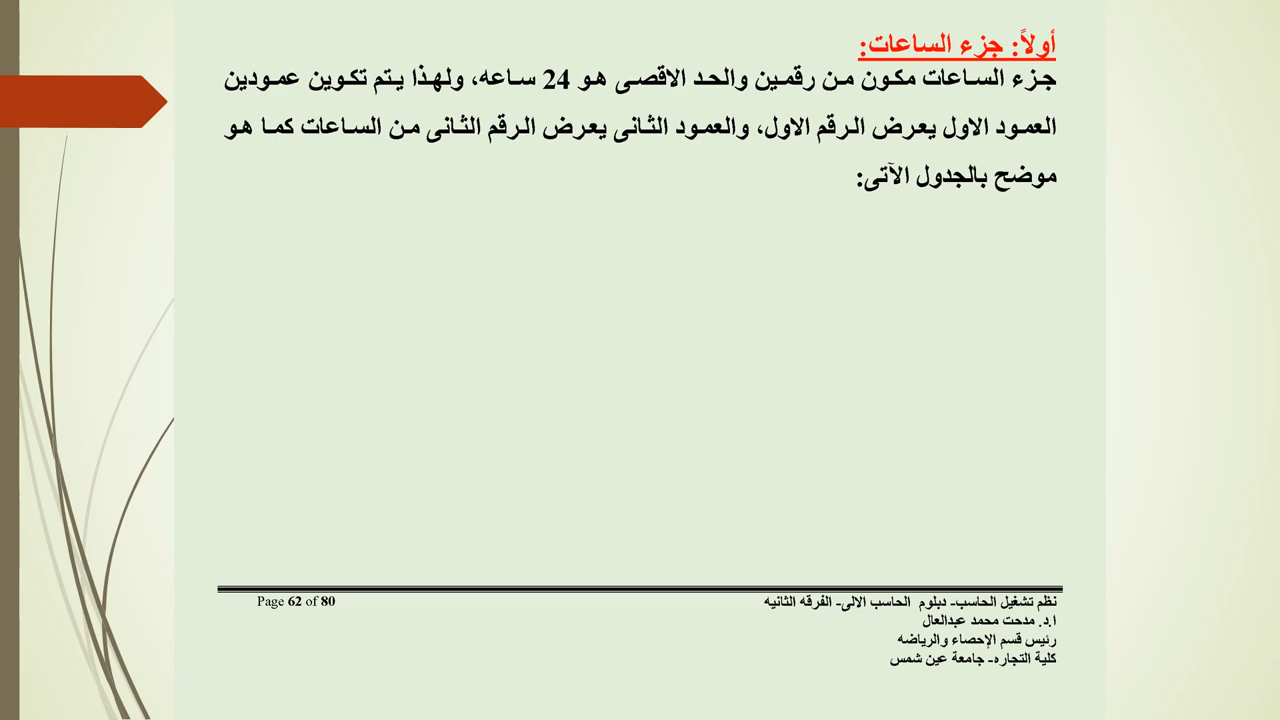 أولاً: جزء الساعات:
جزء الساعات مكون من رقمين والحد الاقصى هو 24 ساعه، ولهذا يتم تكوين عمودين
العمود الاول يعرض الرقم الاول، والعمود الثانى يعرض الرقم الثانى من الساعات كما هو
موضح بالجدول الآتى:
نظم تشغيل الحاسب- دبلوم الحاسب الالى- الفرقه الثانيه
Page 62 of 80
ا.د. مدحت محمد عبدالعال
رئيس قسم الإحصاء والرياضه
كلية التجاره- جامعة عين شمس